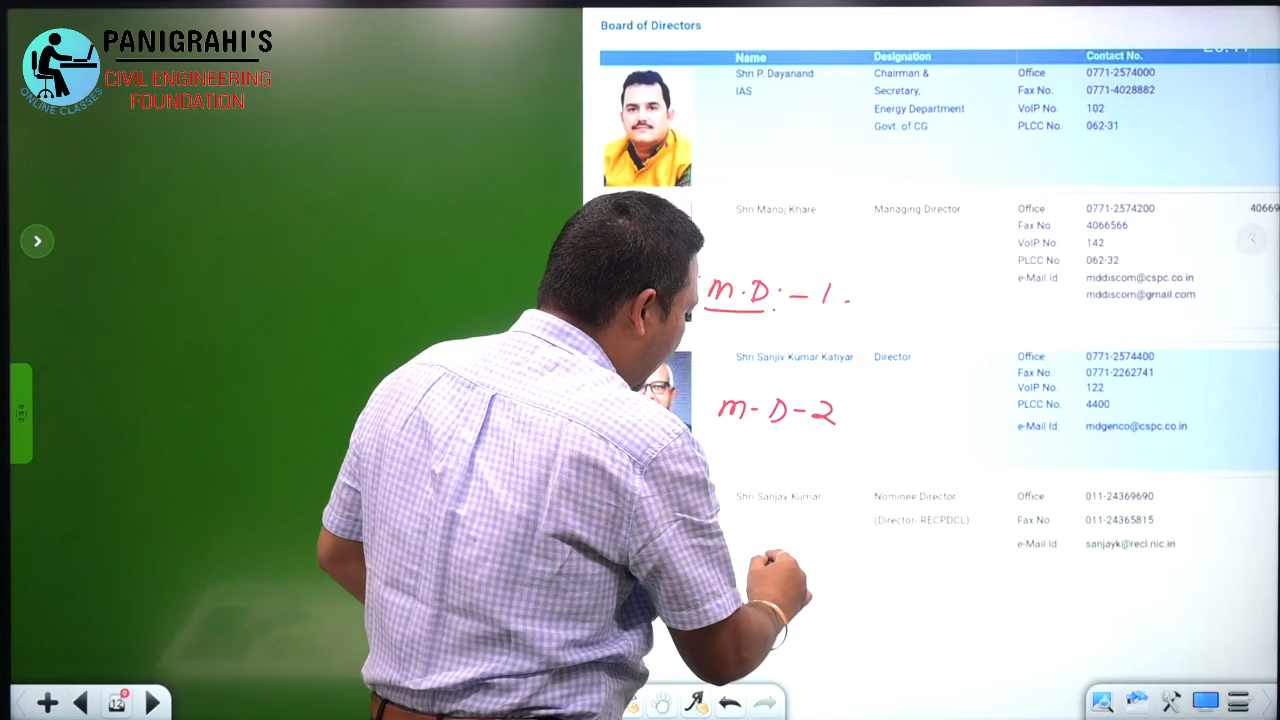 PANIGRAHI'S
CIVIL ENGINEERING
FOUNDATION
ONLINE CLASSES
Board of Directors
Name Designation Contact No.
Shri P. Dayanand Chairman & Office 0771-2574000
IAS Secretary, Fax No. 0771-4028882
Energy Department VoIP No. 102
Govt. of CG PLCC No. 062-31
Shri Manoj Khare Managing Director Office 0771-2574200 40669
Fax No 4066566
VoIP No. 142
PLCC No 062-32
e-Mail Id mddiscom@cspc.co.in
mddiscom@gmail.com
M.D. - 1.
Shri Sanjiv Kumar Katiyar Director Office 0771-2574400
Fax No. 0771-2262741
VoIP No 122
PLCC No. 4400
e-Mail Id: mdgenco@cspc.co.in
M-D-2
Shri Sanjay Kumar Nominee Director Office 011-24369690
(Director- RECPDCL) Fax No 011-24365815
e-Mail Id sanjayk@recl.nic.in
12 0